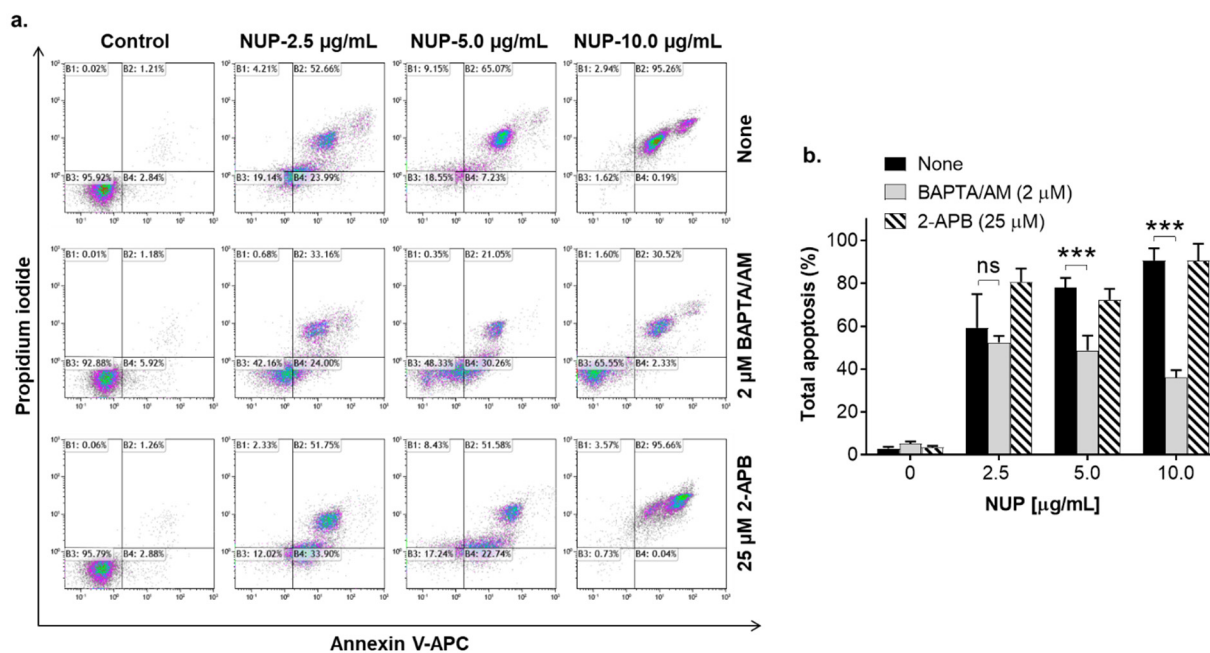 a.
Control
NUP-2.5 µg/mL
NUP-5.0 µg/mL
NUP-10.0 µg/mL
B1: 0.02% B2: 1.21%
B3: 95.92% B4: 2.84%
B1: 4.21% B2: 52.66%
B3: 19.14% B4: 23.99%
B1: 9.15% B2: 65.07%
B3: 18.55% B4: 7.23%
B1: 2.94% B2: 95.26%
B3: 1.62% B4: 0.19%
None
B1: 0.01% B2: 1.18%
B3: 92.88% B4: 5.92%
B1: 0.68% B2: 33.16%
B3: 42.16% B4: 24.00%
B1: 0.35% B2: 21.05%
B3: 48.33% B4: 30.26%
B1: 1.60% B2: 30.52%
B3: 65.55% B4: 2.33%
2 µM BAPTA/AM
B1: 0.06% B2: 1.26%
B3: 95.79% B4: 2.88%
B1: 2.33% B2: 51.75%
B3: 12.02% B4: 33.90%
B1: 8.43% B2: 51.58%
B3: 17.24% B4: 22.74%
B1: 3.57% B2: 95.66%
B3: 0.73% B4: 0.04%
25 µM 2-APB
Propidium iodide
Annexin V-APC
b.
None
BAPTA/AM (2 µM)
2-APB (25 µM)
Total apoptosis (%)
100
80
60
40
20
0
ns
***
***
0 2.5 5.0 10.0
NUP [µg/mL]